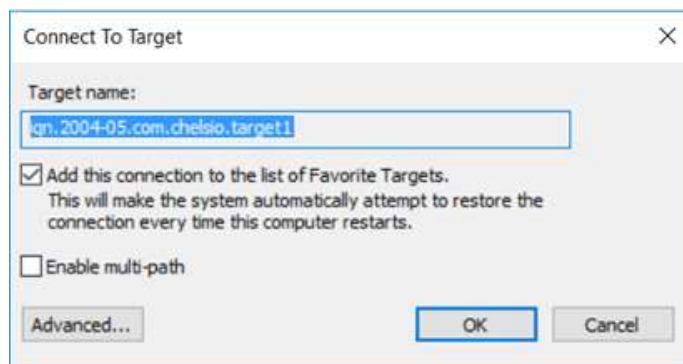 Connect To Target
Target name:
iqn.2004-05.com.chelsio.target1
Add this connection to the list of Favorite Targets.
This will make the system automatically attempt to restore the
connection every time this computer restarts.
Enable multi-path
Advanced...
OK
Cancel